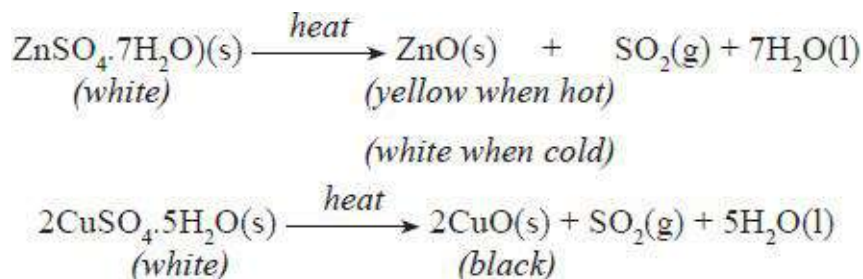 heat
ZnSO₄.7H₂O)(s) ⟶ ZnO(s) + SO₂(g) + 7H₂O(l)
(white) (yellow when hot)
(white when cold)
heat
2CuSO₄.5H₂O(s) ⟶ 2CuO(s) + SO₂(g) + 5H₂O(l)
(white) (black)